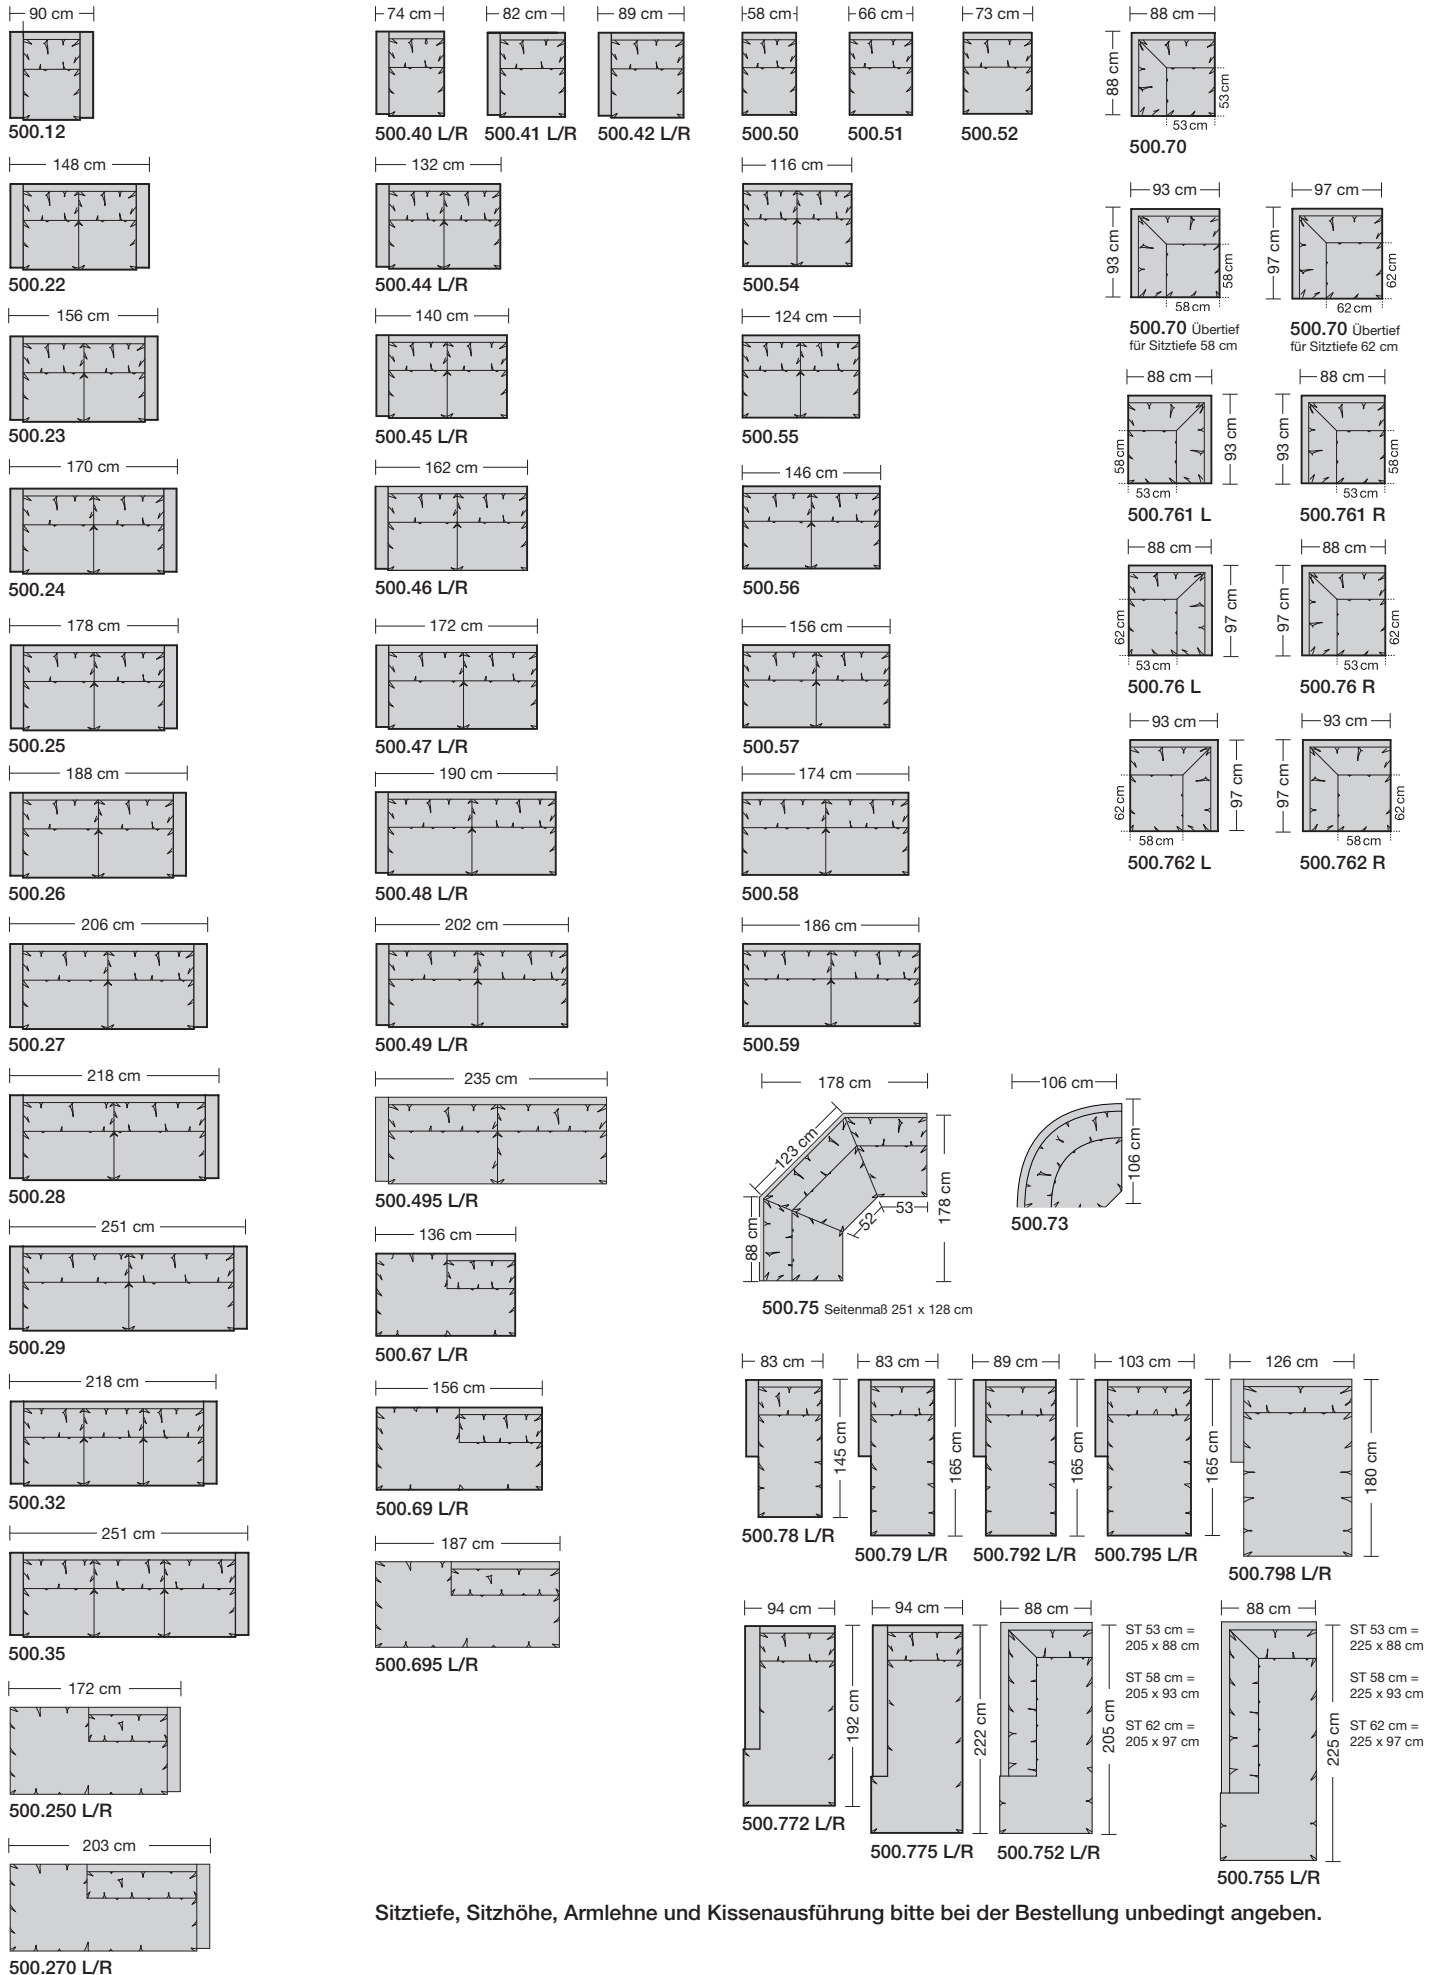 90 cm
500.12
148 cm
500.22
156 cm
500.23
170 cm
500.24
178 cm
500.25
188 cm
500.26
206 cm
500.27
218 cm
500.28
251 cm
500.29
218 cm
500.32
251 cm
500.35
172 cm
500.250 L/R
203 cm
500.270 L/R
74 cm
500.40 L/R
82 cm
500.41 L/R
89 cm
500.42 L/R
132 cm
500.44 L/R
140 cm
500.45 L/R
162 cm
500.46 L/R
172 cm
500.47 L/R
190 cm
500.48 L/R
202 cm
500.49 L/R
235 cm
500.495 L/R
136 cm
500.67 L/R
156 cm
500.69 L/R
187 cm
500.695 L/R
58 cm
500.50
66 cm
500.51
73 cm
500.52
116 cm
500.54
124 cm
500.55
146 cm
500.56
156 cm
500.57
174 cm
500.58
186 cm
500.59
88 cm
88 cm
53 cm
53 cm
500.70
93 cm
93 cm
58 cm
58 cm
500.70 Übertief
für Sitztiefe 58 cm
97 cm
97 cm
62 cm
62 cm
500.70 Übertief
für Sitztiefe 62 cm
88 cm
93 cm
58 cm
53 cm
500.761 L
88 cm
93 cm
58 cm
53 cm
500.761 R
88 cm
97 cm
62 cm
53 cm
500.76 L
88 cm
97 cm
62 cm
53 cm
500.76 R
93 cm
97 cm
62 cm
58 cm
500.762 L
93 cm
97 cm
62 cm
58 cm
500.762 R
178 cm
123 cm
178 cm
88 cm
52
53
500.75 Seitenmaß 251 x 128 cm
106 cm
106 cm
500.73
83 cm
145 cm
500.78 L/R
83 cm
165 cm
500.79 L/R
89 cm
165 cm
500.792 L/R
103 cm
165 cm
500.795 L/R
126 cm
180 cm
500.798 L/R
94 cm
192 cm
500.772 L/R
94 cm
222 cm
500.775 L/R
88 cm
205 cm
500.752 L/R
ST 53 cm =
205 x 88 cm
ST 58 cm =
205 x 93 cm
ST 62 cm =
205 x 97 cm
88 cm
225 cm
500.755 L/R
ST 53 cm =
225 x 88 cm
ST 58 cm =
225 x 93 cm
ST 62 cm =
225 x 97 cm
Sitztiefe, Sitzhöhe, Armlehne und Kissenausführung bitte bei der Bestellung unbedingt angeben.